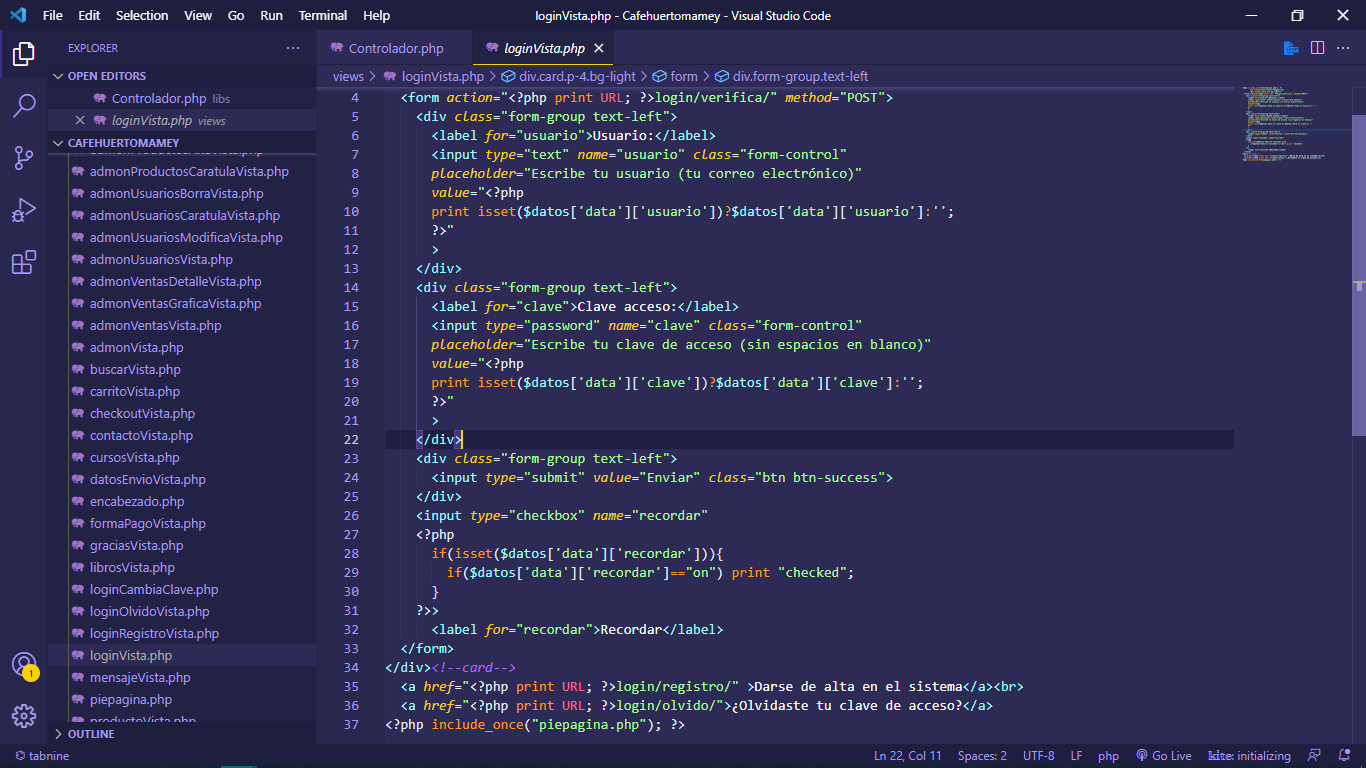 File Edit Selection View Go Run Terminal Help
loginVista.php - Cafehuertomamey - Visual Studio Code
EXPLORER
OPEN EDITORS
Controlador.php libs
loginVista.php views
CAFEHUERTOMAMEY
admonProductosCaratulaVista.php
admonUsuariosBorraVista.php
admonUsuariosCaratulaVista.php
admonUsuariosModificaVista.php
admonUsuariosVista.php
admonVentasDetalleVista.php
admonVentasGraficaVista.php
admonVentasVista.php
admonVista.php
buscarVista.php
carritoVista.php
checkoutVista.php
contactoVista.php
cursosVista.php
datosEnvioVista.php
encabezado.php
formaPagoVista.php
graciasVista.php
librosVista.php
loginCambiaClave.php
loginOlvidoVista.php
loginRegistroVista.php
loginVista.php
mensajeVista.php
piepagina.php
productoVista.php
OUTLINE
1
Controlador.php
loginVista.php
views > loginVista.php > div.card.p-4.bg-light > form > div.form-group.text-left
4 <form action="<?php print URL; ?>login/verifica/" method="POST">
5 <div class="form-group text-left">
6 <label for="usuario">Usuario:</label>
7 <input type="text" name="usuario" class="form-control"
8 placeholder="Escribe tu usuario (tu correo electrónico)"
9 value="<?php
10 print isset($datos['data']['usuario'])?$datos['data']['usuario']:'';
11 ?>"
12 >
13 </div>
14 <div class="form-group text-left">
15 <label for="clave">Clave acceso:</label>
16 <input type="password" name="clave" class="form-control"
17 placeholder="Escribe tu clave de acceso (sin espacios en blanco)"
18 value="<?php
19 print isset($datos['data']['clave'])?$datos['data']['clave']:'';
20 ?>"
21 >
22 </div>
23 <div class="form-group text-left">
24 <input type="submit" value="Enviar" class="btn btn-success">
25 </div>
26 <input type="checkbox" name="recordar"
27 <?php
28 if(isset($datos['data']['recordar'])){
29 if($datos['data']['recordar']=="on") print "checked";
30 }
31 ?>>
32 <label for="recordar">Recordar</label>
33 </form>
34 </div><!--card-->
35 <a href="<?php print URL; ?>login/registro/" >Darse de alta en el sistema</a><br>
36 <a href="<?php print URL; ?>login/olvido/">¿Olvidaste tu clave de acceso?</a>
37 <?php include_once("piepagina.php"); ?>
tabnine
Ln 22, Col 11 Spaces: 2 UTF-8 LF php Go Live kite: initializing